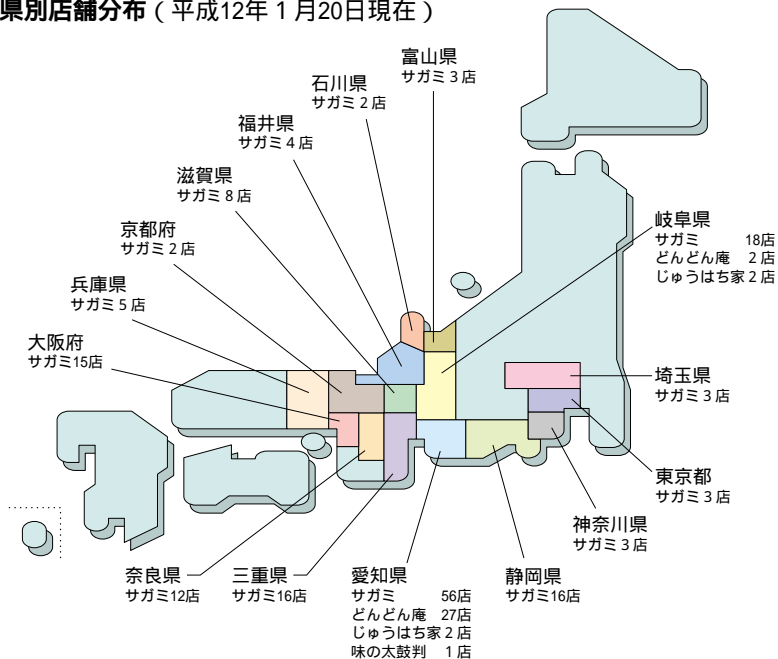 県別店舗分布（平成12年１月20日現在）
富山県
サガミ３店
石川県
サガミ２店
福井県
サガミ４店
滋賀県
サガミ８店
京都府
サガミ２店
兵庫県
サガミ５店
大阪府
サガミ15店
岐阜県
サガミ 18店
どんどん庵 ２店
じゅうはち家２店
埼玉県
サガミ３店
東京都
サガミ３店
神奈川県
サガミ３店
奈良県
サガミ12店
三重県
サガミ16店
愛知県
サガミ 56店
どんどん庵 27店
じゅうはち家２店
味の太鼓判 １店
静岡県
サガミ16店